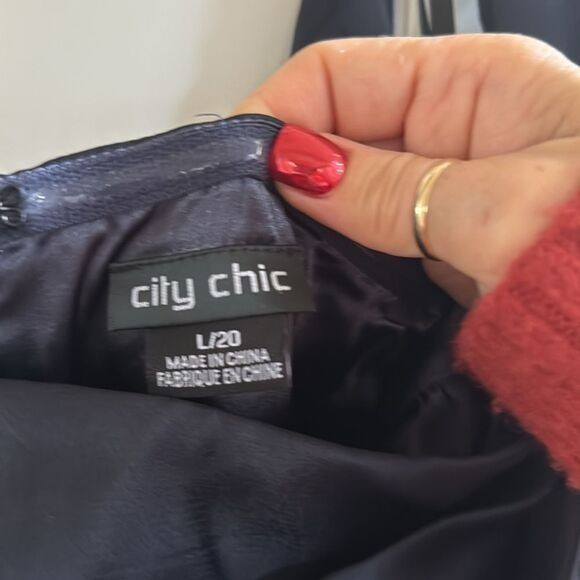 city chic
L/20
MADE IN CHINA
FABRIQUE EN CHINE